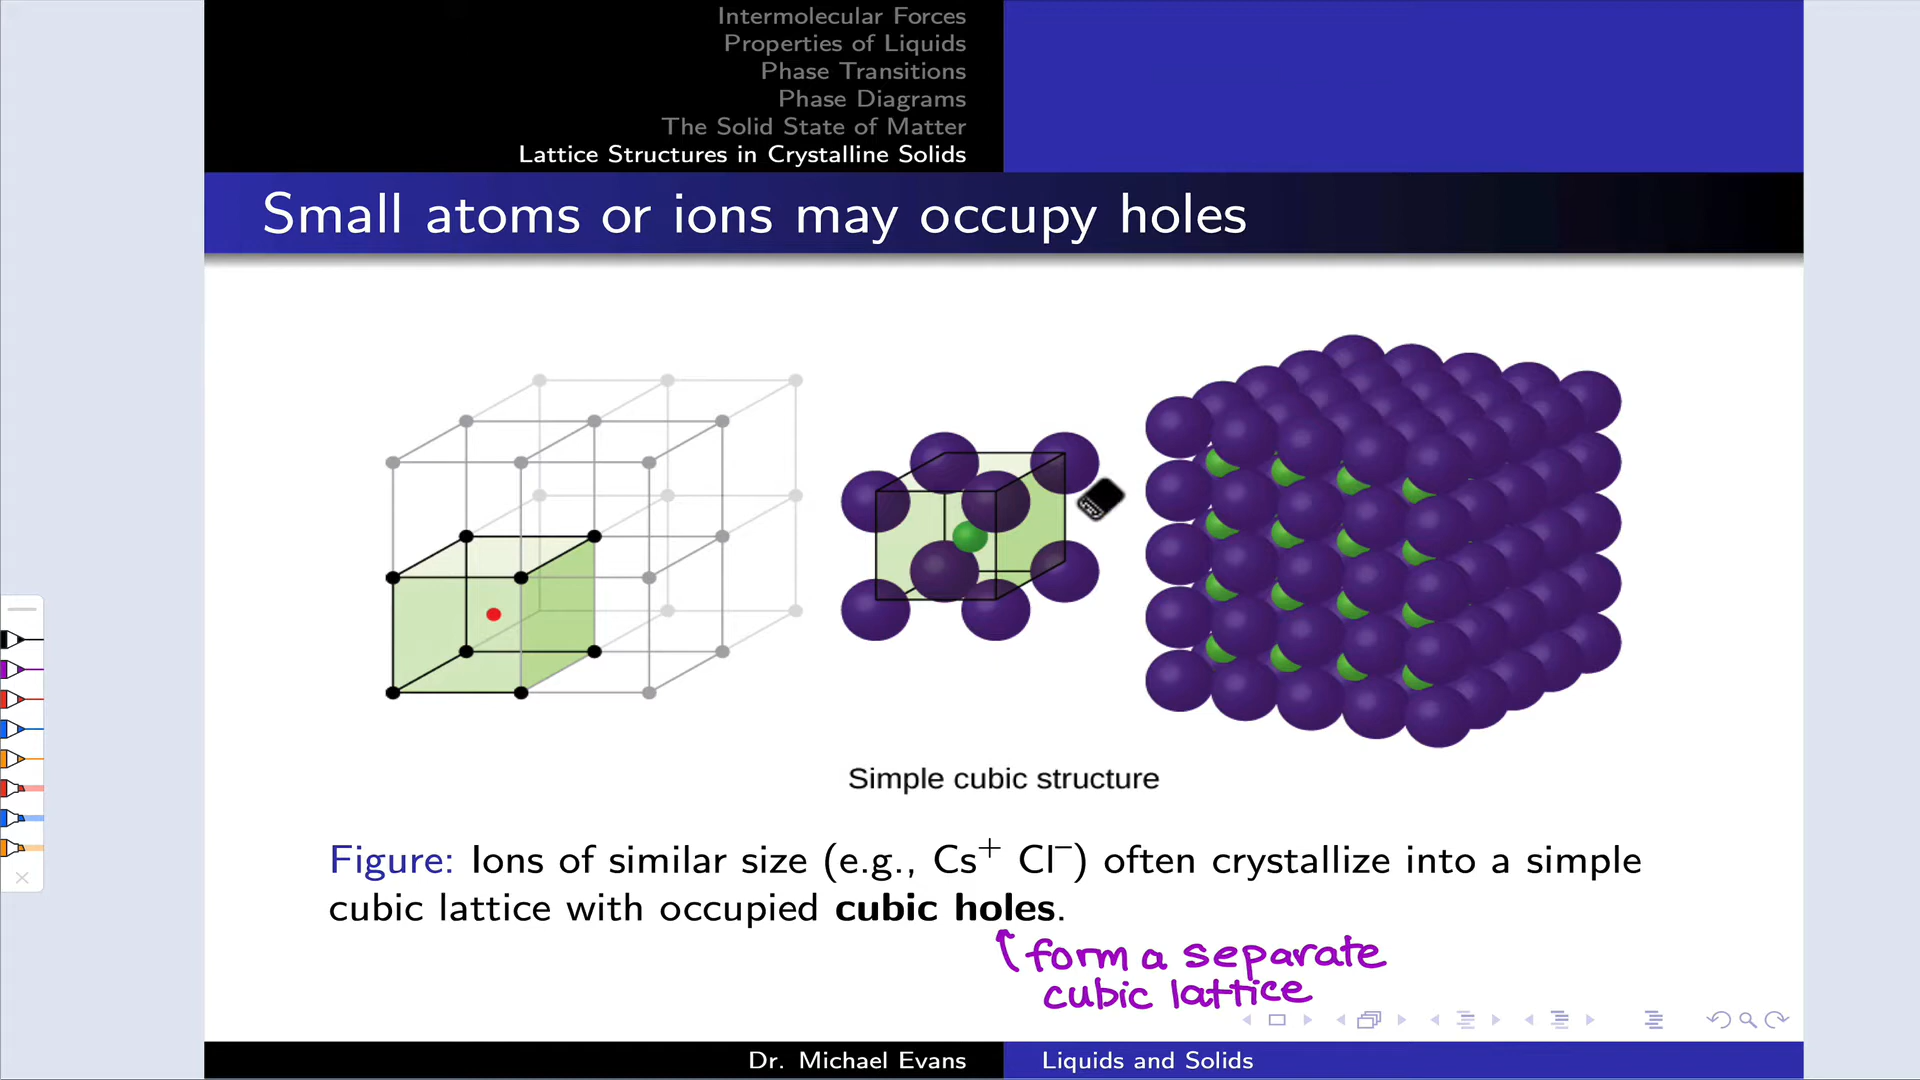 Intermolecular Forces
Properties of Liquids
Phase Transitions
Phase Diagrams
The Solid State of Matter
Lattice Structures in Crystalline Solids
Small atoms or ions may occupy holes
Simple cubic structure
Figure: Ions of similar size (e.g., Cs⁺ Cl⁻) often crystallize into a simple
cubic lattice with occupied cubic holes.
form a separate
cubic lattice
Dr. Michael Evans
Liquids and Solids